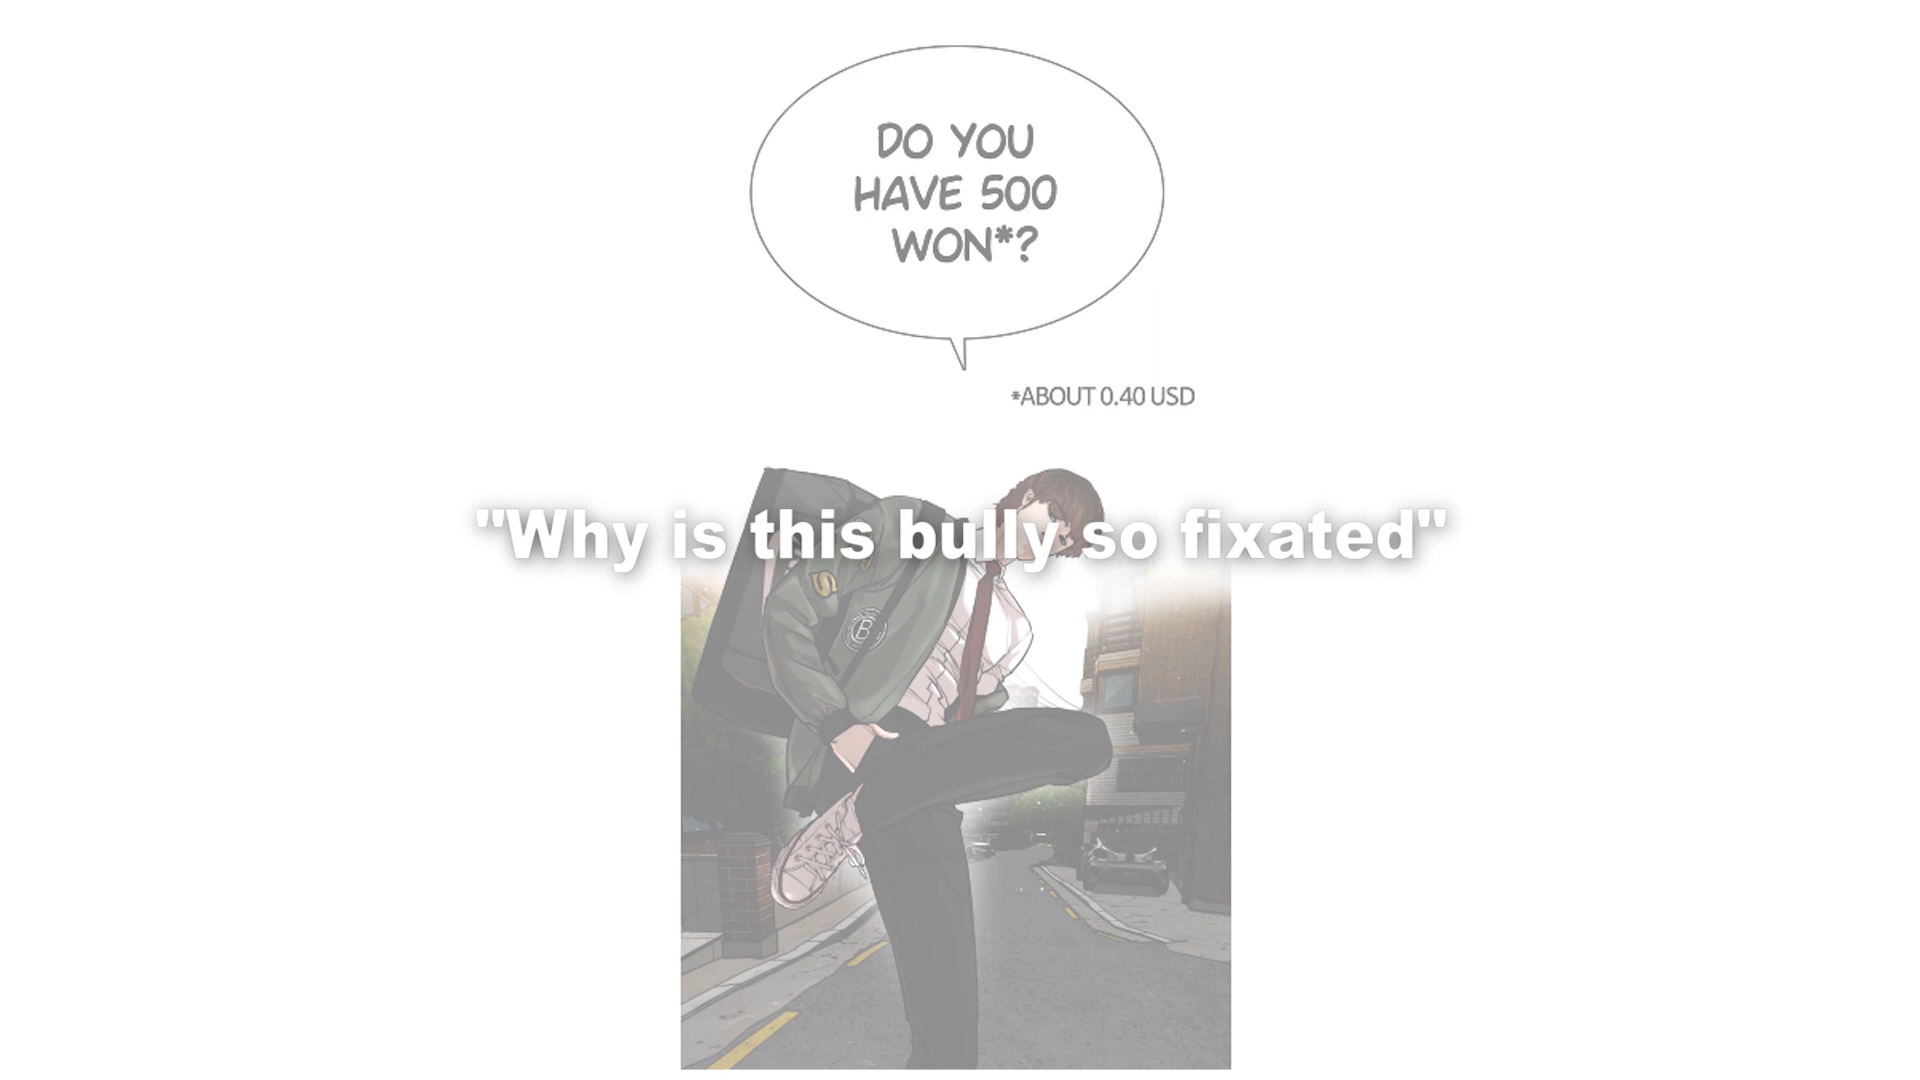 DO YOU
HAVE 500
WON*?
*ABOUT 0.40 USD
"Why is this bully so fixated"
B